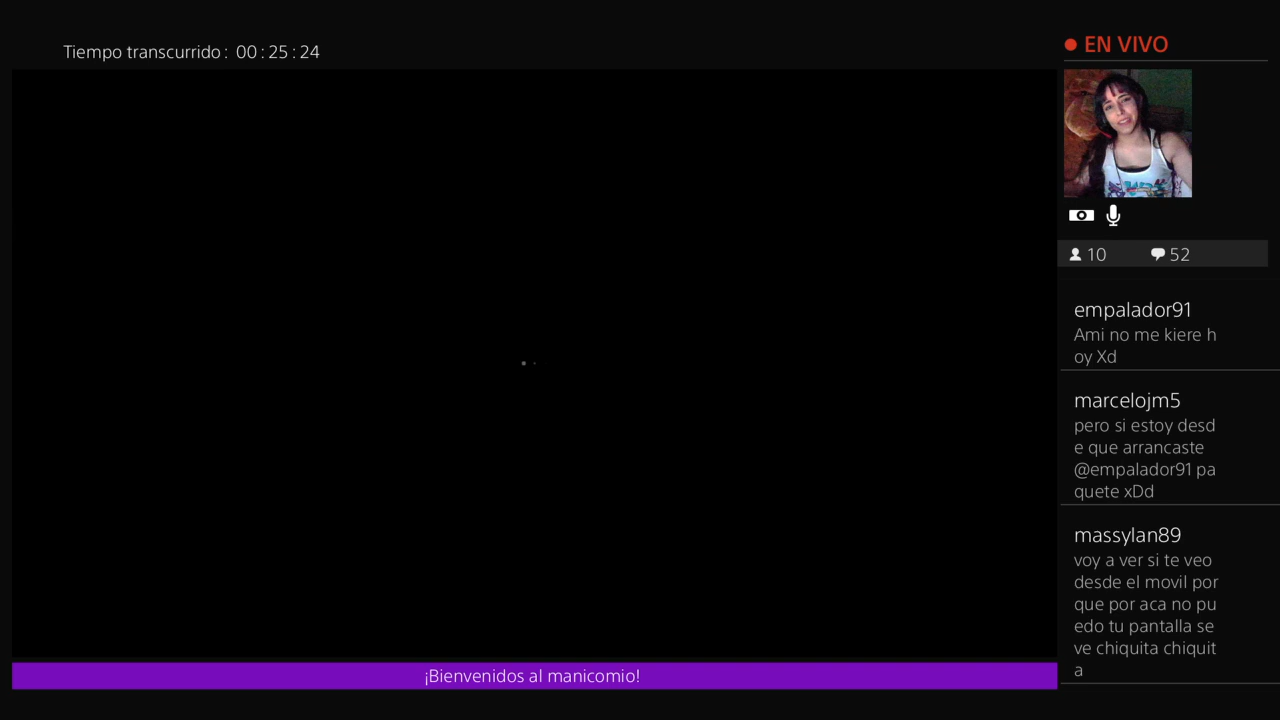 Tiempo transcurrido : 00 : 25 : 24
EN VIVO
10 52
empalador91
Ami no me kiere h
oy Xd
marcelojm5
pero si estoy desd
e que arrancaste
@empalador91 pa
quete xDd
massylan89
voy a ver si te veo
desde el movil por
que por aca no pu
edo tu pantalla se
ve chiquita chiquit
a
¡Bienvenidos al manicomio!